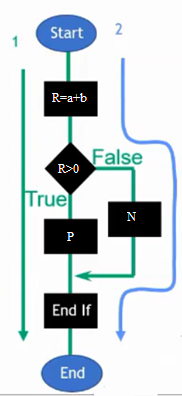 1
Start
2
R=a+b
R>0
False
True
P
N
End If
End